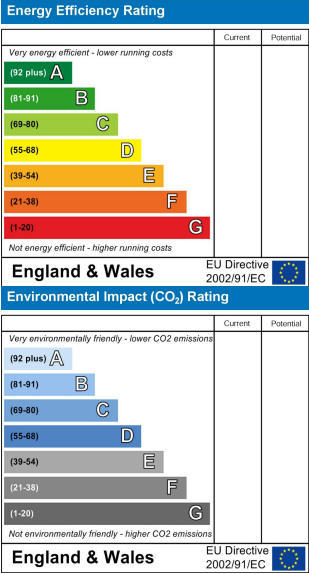 Energy Efficiency Rating
Current Potential
Very energy efficient - lower running costs
(92 plus) A
(81-91) B
(69-80) C
(55-68) D
(39-54) E
(21-38) F
(1-20) G
Not energy efficient - higher running costs
England & Wales
EU Directive
2002/91/EC
Environmental Impact (CO₂) Rating
Current Potential
Very environmentally friendly - lower CO2 emissions
(92 plus) A
(81-91) B
(69-80) C
(55-68) D
(39-54) E
(21-38) F
(1-20) G
Not environmentally friendly - higher CO2 emissions
England & Wales
EU Directive
2002/91/EC